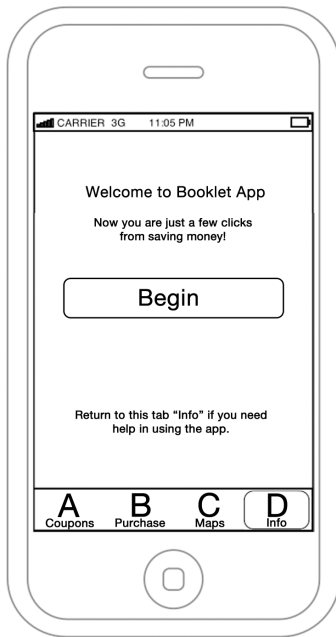 CARRIER 3G 11:05 PM
Welcome to Booklet App
Now you are just a few clicks
from saving money!
Begin
Return to this tab “Info” if you need
help in using the app.
A B C D
Coupons Purchase Maps Info